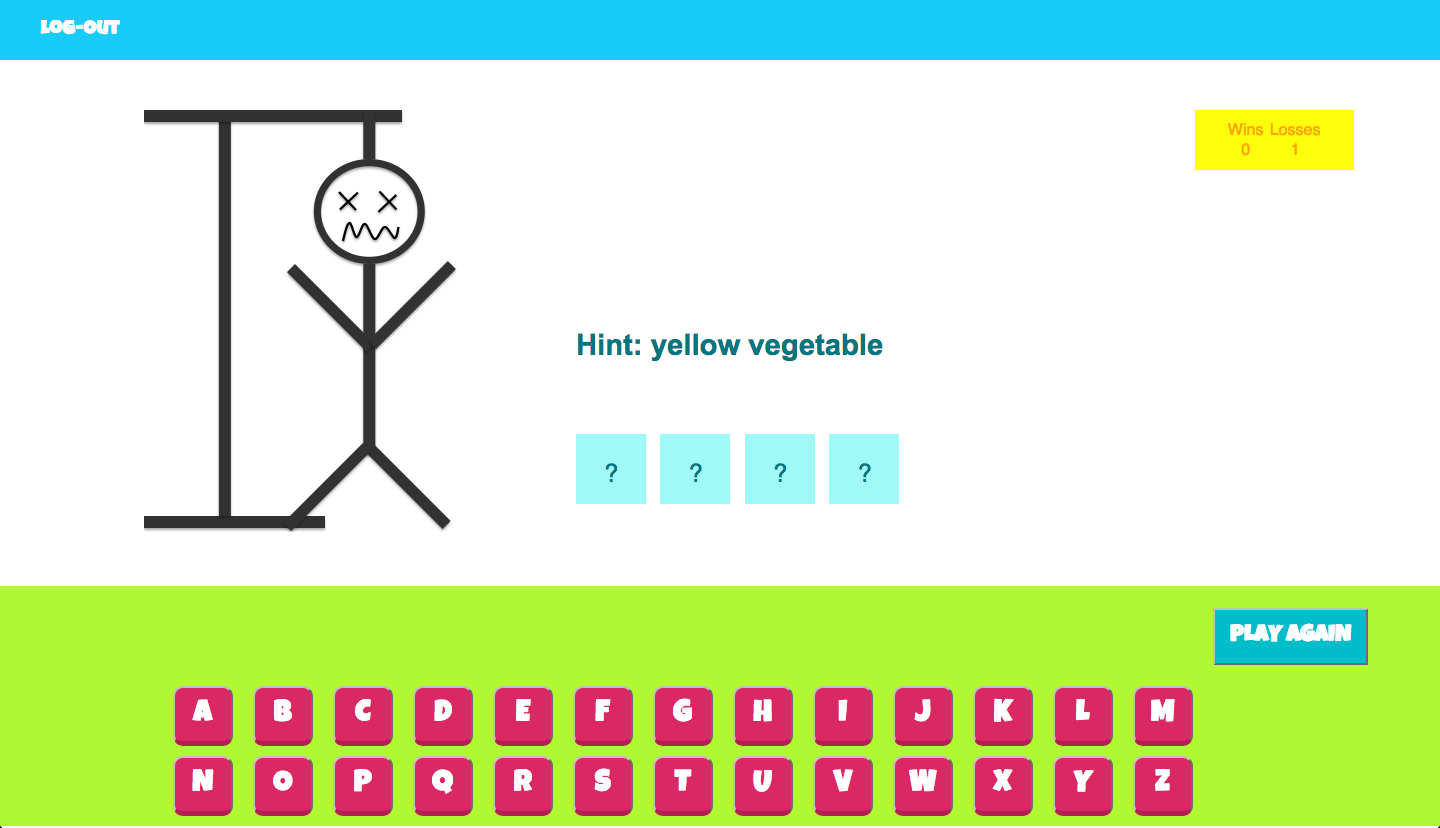 LOG-OUT
Wins Losses
0 1
Hint: yellow vegetable
? ? ? ?
PLAY AGAIN
A B C D E F G H I J K L M
N O P Q R S T U V W X Y Z